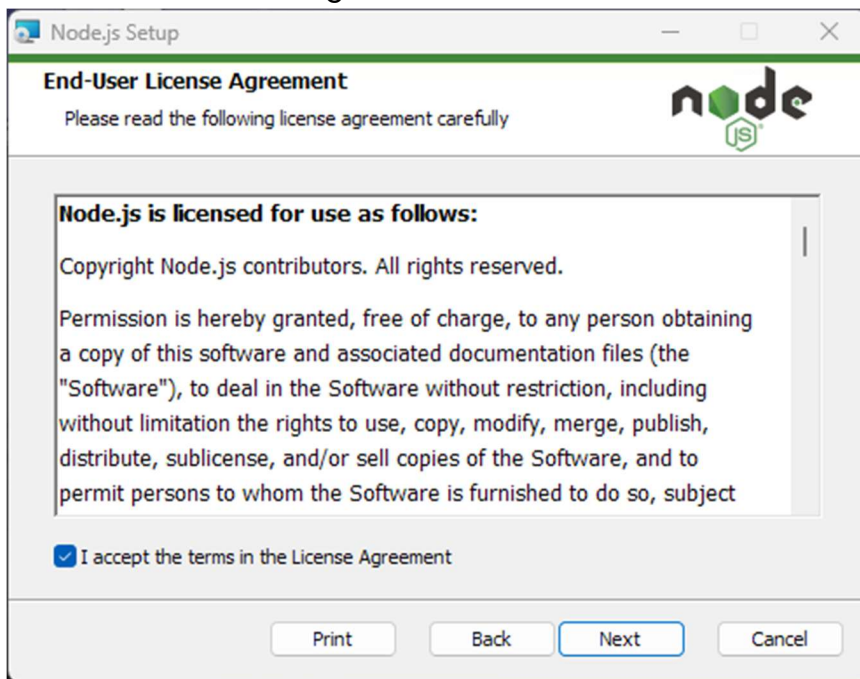 Node.js Setup
End-User License Agreement
Please read the following license agreement carefully
node
JS
Node.js is licensed for use as follows:
Copyright Node.js contributors. All rights reserved.
Permission is hereby granted, free of charge, to any person obtaining
a copy of this software and associated documentation files (the
"Software"), to deal in the Software without restriction, including
without limitation the rights to use, copy, modify, merge, publish,
distribute, sublicense, and/or sell copies of the Software, and to
permit persons to whom the Software is furnished to do so, subject
I accept the terms in the License Agreement
Print Back Next Cancel